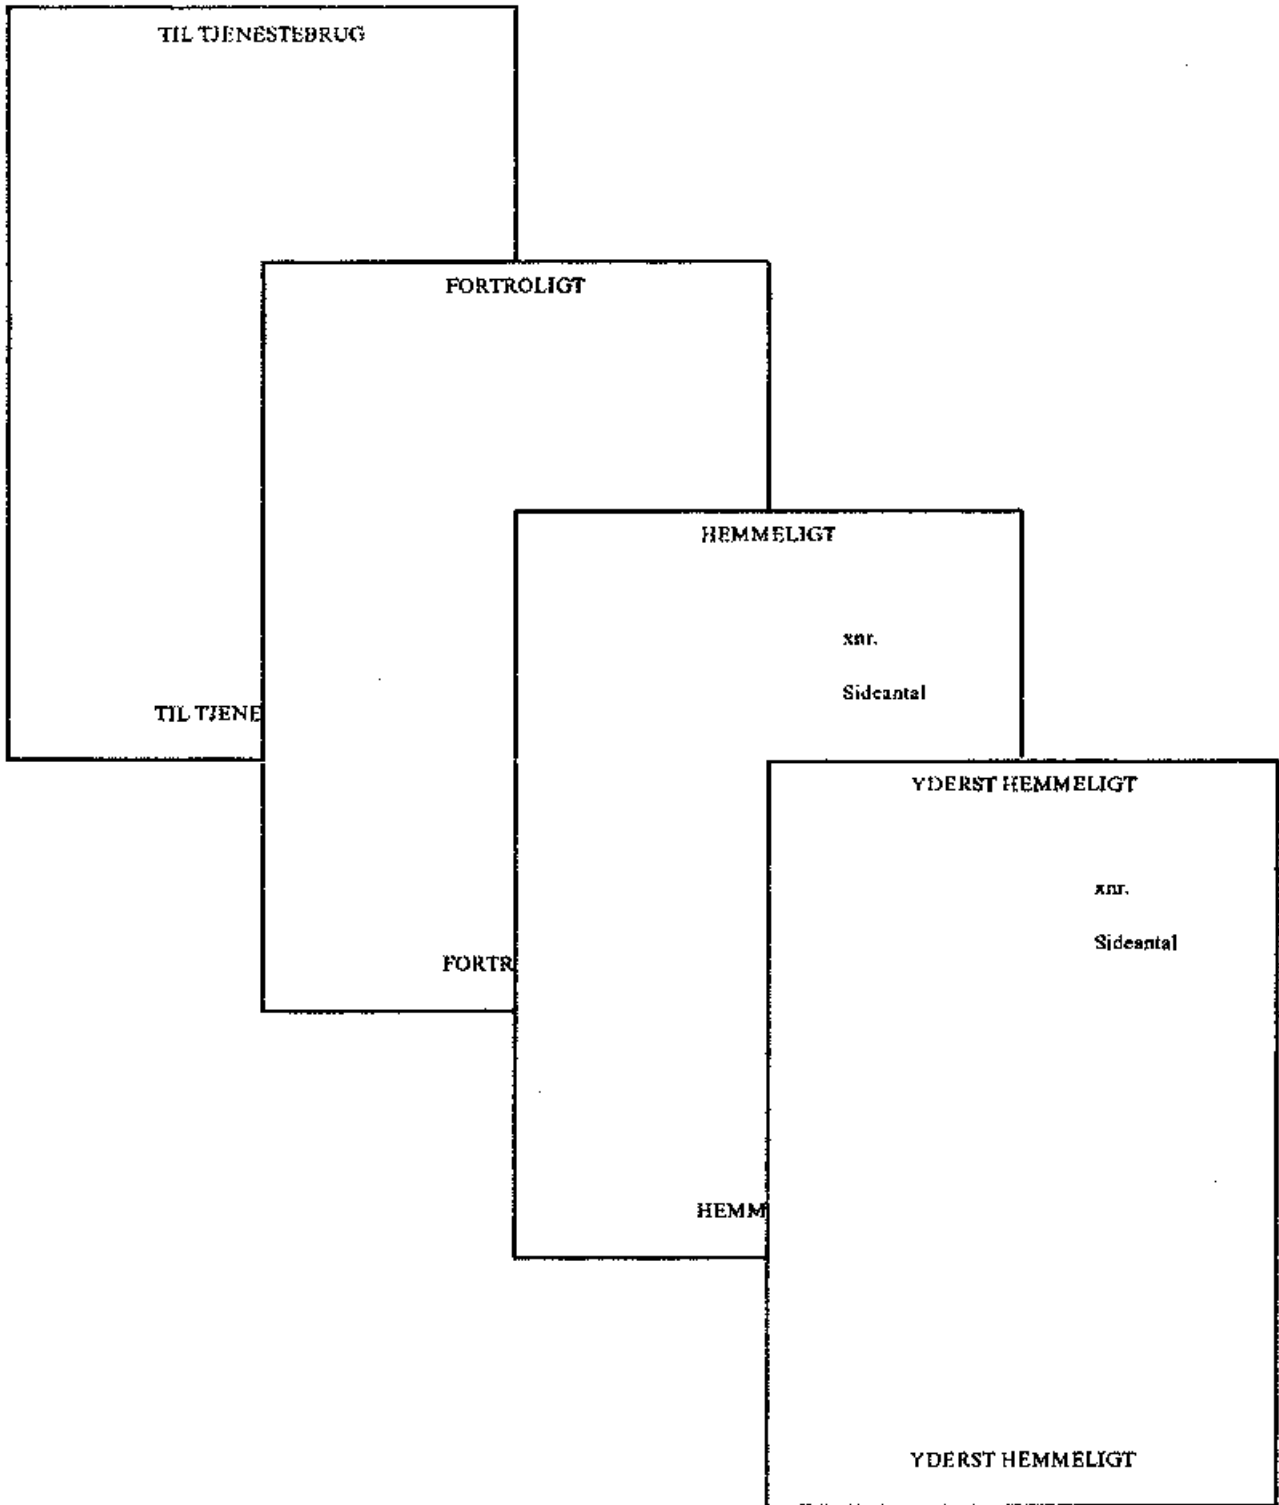 TIL TJENESTEBRUG
FORTROLIGT
HEMMELIGT
xnr.
Sideantal
TIL TJENE
YDERST HEMMELIGT
xnr.
Sideantal
FORTR
HEMM
YDERST HEMMELIGT